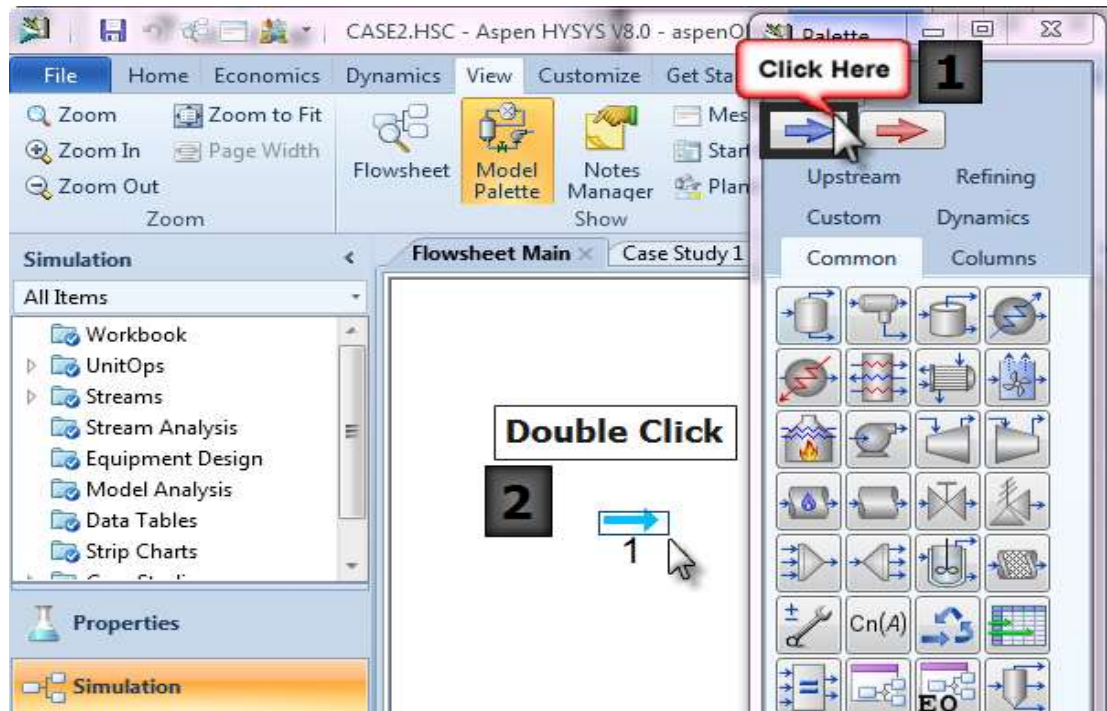 CASE2.HSC - Aspen HYSYS V8.0 - aspenO
Palette
File Home Economics Dynamics View Customize Get Sta
Click Here
1
Zoom
Zoom In
Zoom Out
Zoom to Fit
Page Width
Zoom
Flowsheet
Model
Palette
Notes
Manager
Mes
Start
Plan
Show
Upstream Refining
Custom Dynamics
Common Columns
Simulation
All Items
Workbook
UnitOps
Streams
Stream Analysis
Equipment Design
Model Analysis
Data Tables
Strip Charts
Properties
Simulation
Flowsheet Main
Case Study 1
Double Click
2
1
Cn(A)
EO